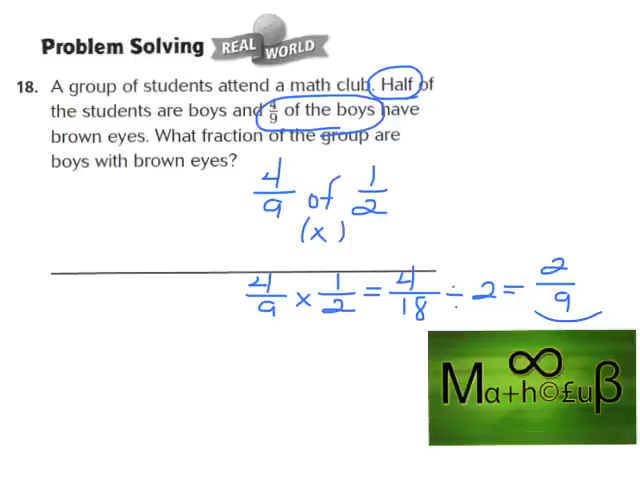 Problem Solving REAL WORLD
18. A group of students attend a math club. Half of
the students are boys and 4/9 of the boys have
brown eyes. What fraction of the group are
boys with brown eyes?
4/9 of 1/2
(x)
4/9 x 1/2 = 4/18 ÷ 2 = 2/9
∞
Ma+h©£uβ